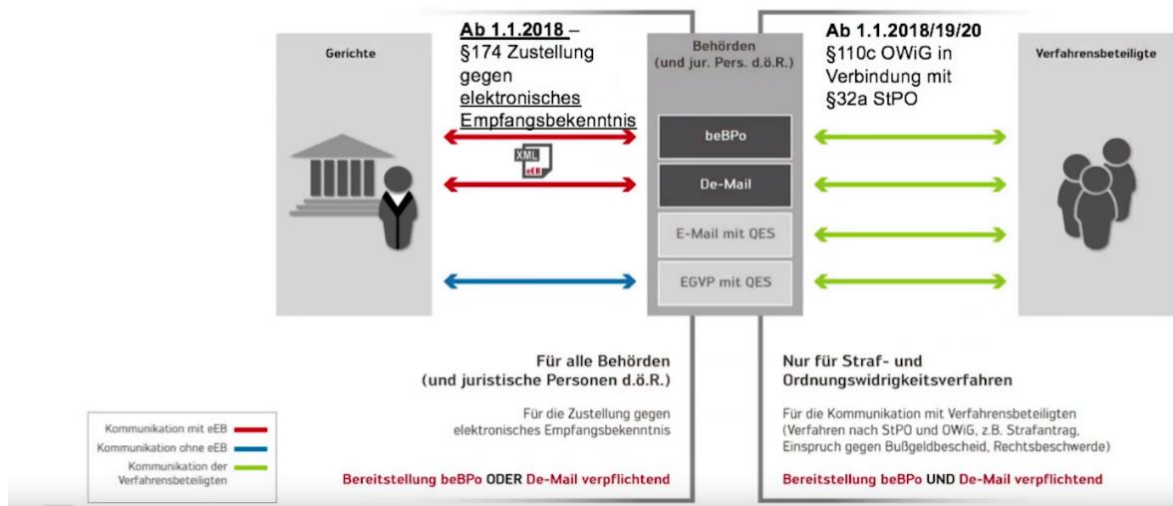 Gerichte
Ab 1.1.2018 –
§174 Zustellung
gegen
elektronisches
Empfangsbekenntnis
XML
eEB
Behörden
(und jur. Pers. d.ö.R.)
beBPo
De-Mail
E-Mail mit QES
EGVP mit QES
Ab 1.1.2018/19/20
§110c OWiG in
Verbindung mit
§32a StPO
Verfahrensbeteiligte
Für alle Behörden
(und juristische Personen d.ö.R.)
Für die Zustellung gegen
elektronisches Empfangsbekenntnis
Bereitstellung beBPo ODER De-Mail verpflichtend
Nur für Straf- und
Ordnungswidrigkeitsverfahren
Für die Kommunikation mit Verfahrensbeteiligten
(Verfahren nach StPO und OWiG, z.B. Strafantrag,
Einspruch gegen Bußgeldbescheid, Rechtsbeschwerde)
Bereitstellung beBPo UND De-Mail verpflichtend
Kommunikation mit eEB
Kommunikation ohne eEB
Kommunikation der
Verfahrensbeteiligten